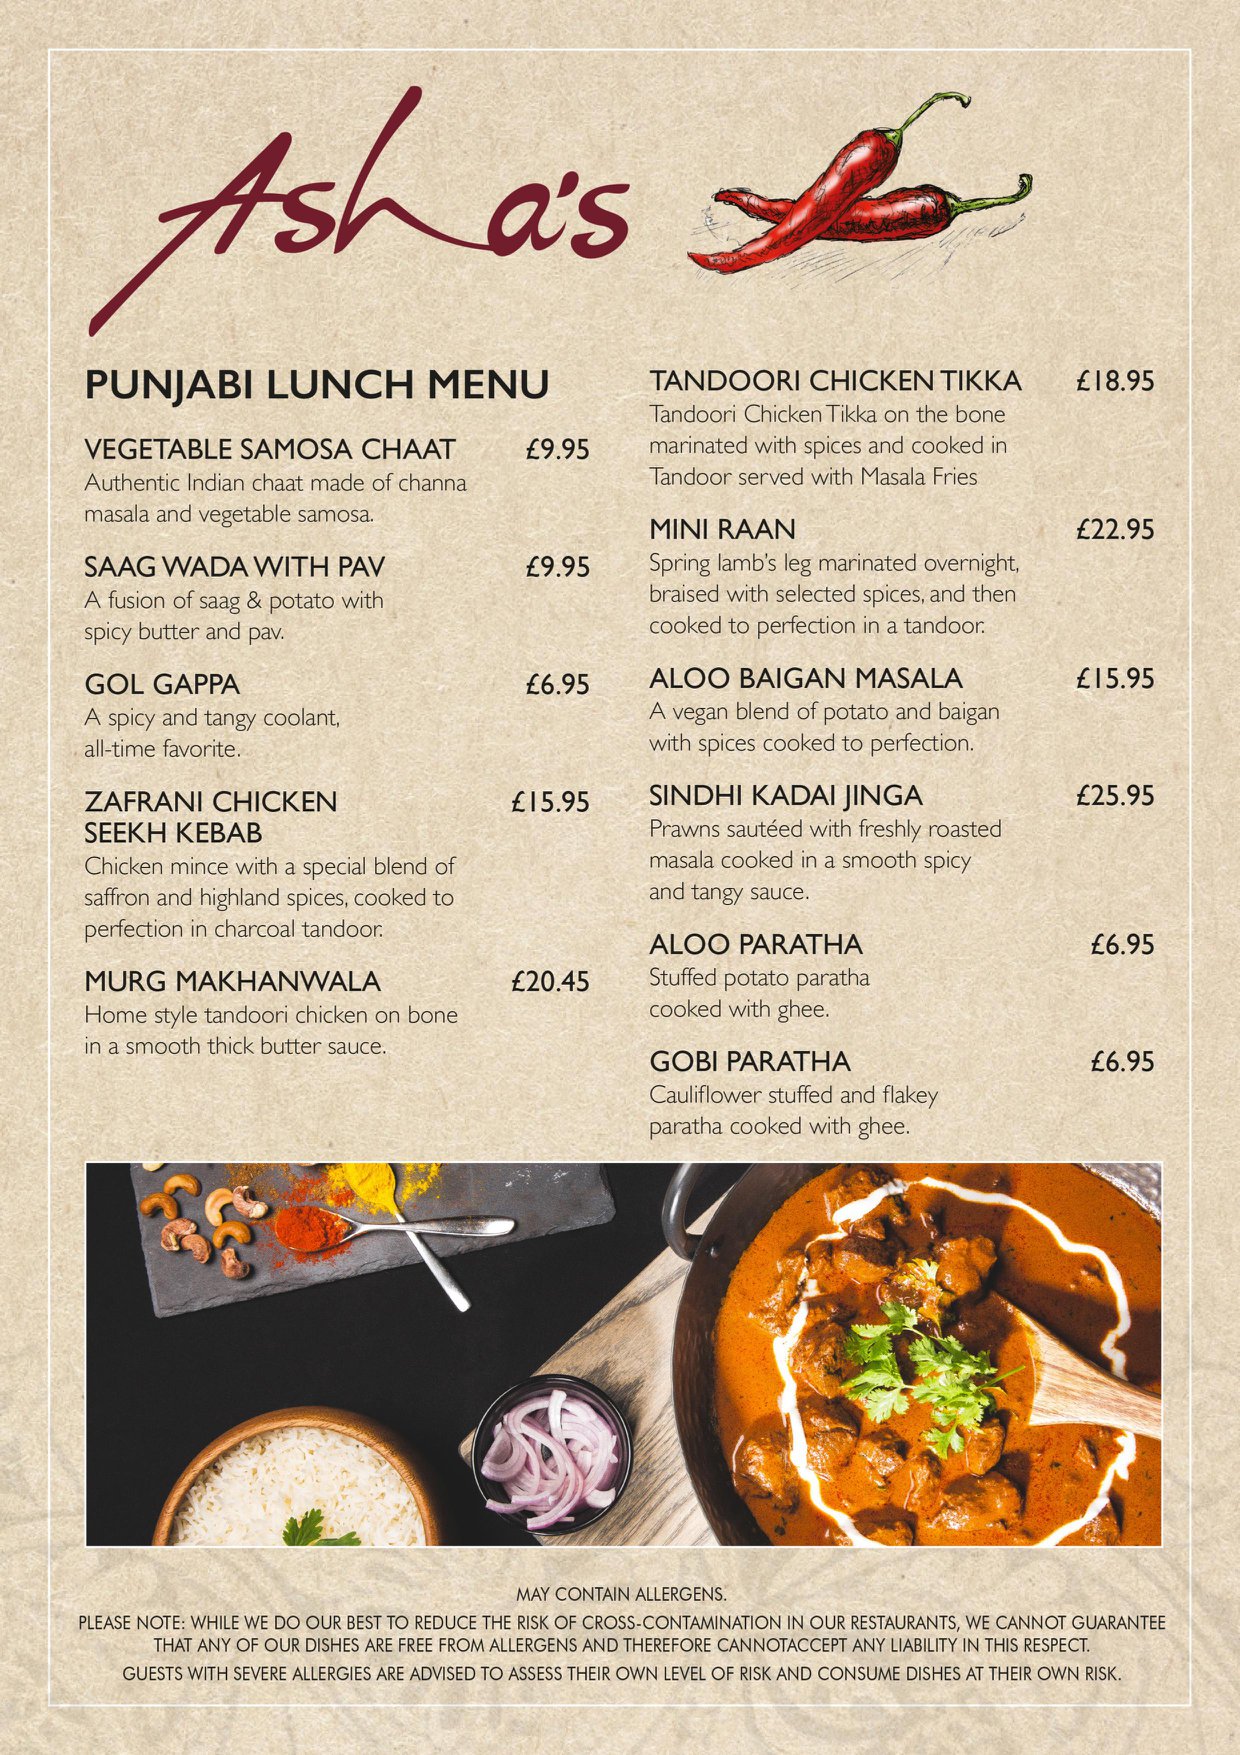 Asha's
PUNJABI LUNCH MENU
VEGETABLE SAMOSA CHAAT £9.95
Authentic Indian chaat made of channa
masala and vegetable samosa.
SAAG WADA WITH PAV £9.95
A fusion of saag & potato with
spicy butter and pav.
GOL GAPPA £6.95
A spicy and tangy coolant,
all-time favorite.
ZAFRANI CHICKEN £15.95
SEEKH KEBAB
Chicken mince with a special blend of
saffron and highland spices, cooked to
perfection in charcoal tandoor.
MURG MAKHANWALA £20.45
Home style tandoori chicken on bone
in a smooth thick butter sauce.
TANDOORI CHICKEN TIKKA £18.95
Tandoori Chicken Tikka on the bone
marinated with spices and cooked in
Tandoor served with Masala Fries
MINI RAAN £22.95
Spring lamb's leg marinated overnight,
braised with selected spices, and then
cooked to perfection in a tandoor.
ALOO BAIGAN MASALA £15.95
A vegan blend of potato and baigan
with spices cooked to perfection.
SINDHI KADAI JINGA £25.95
Prawns sautéed with freshly roasted
masala cooked in a smooth spicy
and tangy sauce.
ALOO PARATHA £6.95
Stuffed potato paratha
cooked with ghee.
GOBI PARATHA £6.95
Cauliflower stuffed and flakey
paratha cooked with ghee.
MAY CONTAIN ALLERGENS.
PLEASE NOTE: WHILE WE DO OUR BEST TO REDUCE THE RISK OF CROSS-CONTAMINATION IN OUR RESTAURANTS, WE CANNOT GUARANTEE
THAT ANY OF OUR DISHES ARE FREE FROM ALLERGENS AND THEREFORE CANNOTACCEPT ANY LIABILITY IN THIS RESPECT.
GUESTS WITH SEVERE ALLERGIES ARE ADVISED TO ASSESS THEIR OWN LEVEL OF RISK AND CONSUME DISHES AT THEIR OWN RISK.